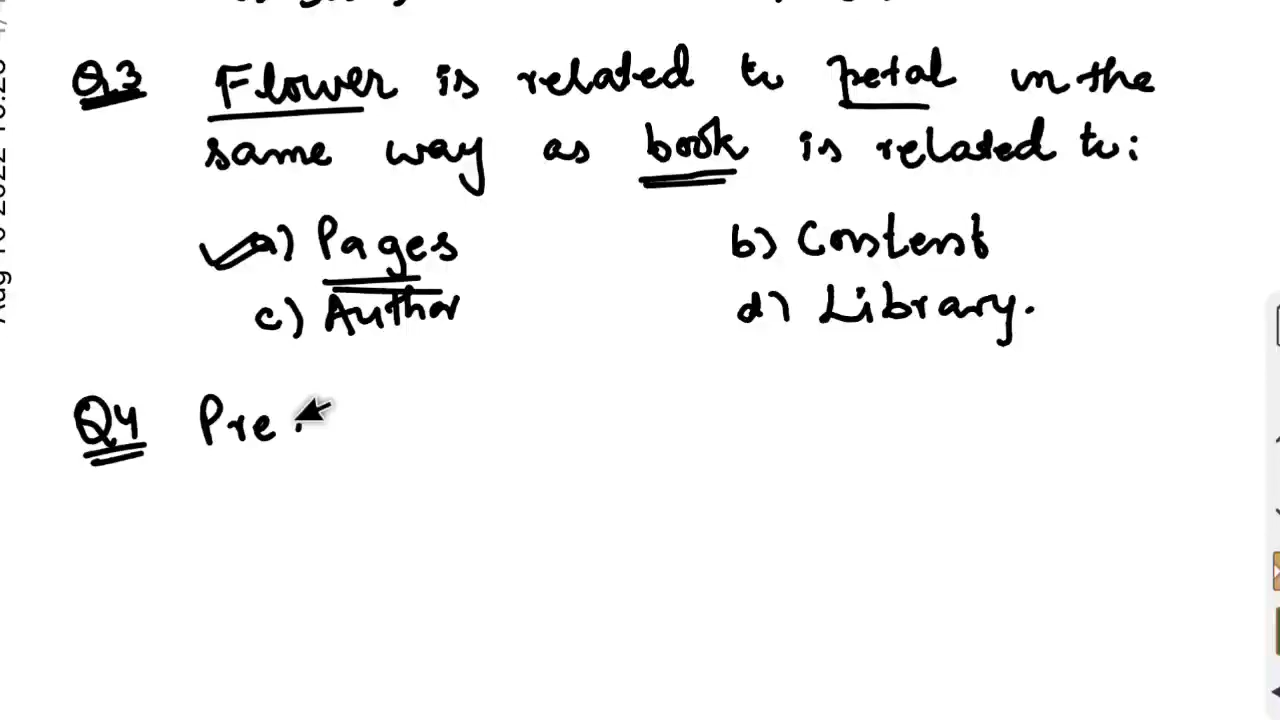 Q3 Flower is related to petal in the
same way as book is related to:
a) Pages b) Content
c) Author d) Library.
Q4 Pre